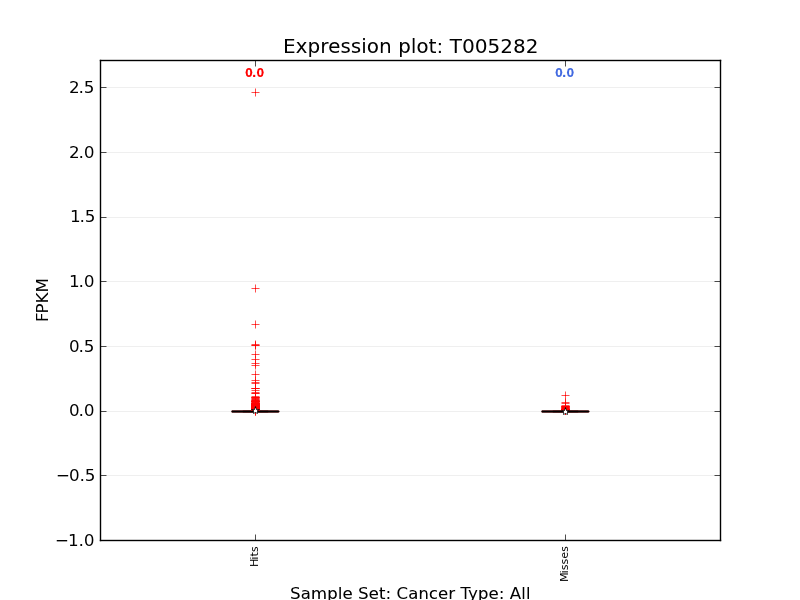 Expression plot: T005282
0.0
0.0
2.5
2.0
1.5
1.0
0.5
0.0
−0.5
−1.0
FPKM
Hits
Misses
Sample Set: Cancer Type: All